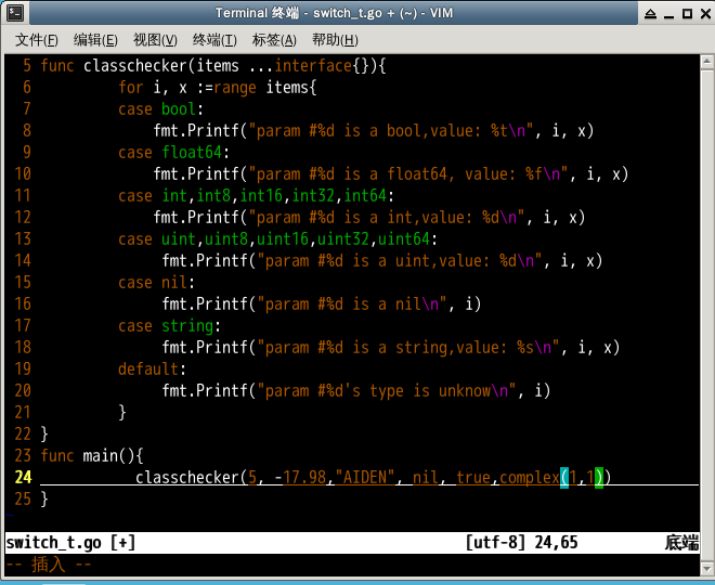 Terminal 终端 - switch_t.go + (~) - VIM
文件(F) 编辑(E) 视图(V) 终端(T) 标签(A) 帮助(H)
5 func classchecker(items ...interface{}){
6 for i, x :=range items{
7 case bool:
8 fmt.Printf("param #%d is a bool,value: %t\n", i, x)
9 case float64:
10 fmt.Printf("param #%d is a float64, value: %f\n", i, x)
11 case int,int8,int16,int32,int64:
12 fmt.Printf("param #%d is a int,value: %d\n", i, x)
13 case uint,uint8,uint16,uint32,uint64:
14 fmt.Printf("param #%d is a uint,value: %d\n", i, x)
15 case nil:
16 fmt.Printf("param #%d is a nil\n", i)
17 case string:
18 fmt.Printf("param #%d is a string,value: %s\n", i, x)
19 default:
20 fmt.Printf("param #%d's type is unknow\n", i)
21 }
22 }
23 func main(){
24 classchecker(5, -17.98,"AIDEN", nil, true,complex(1,1))
25 }
switch_t.go [+] [utf-8] 24,65 底端
-- 插入 --